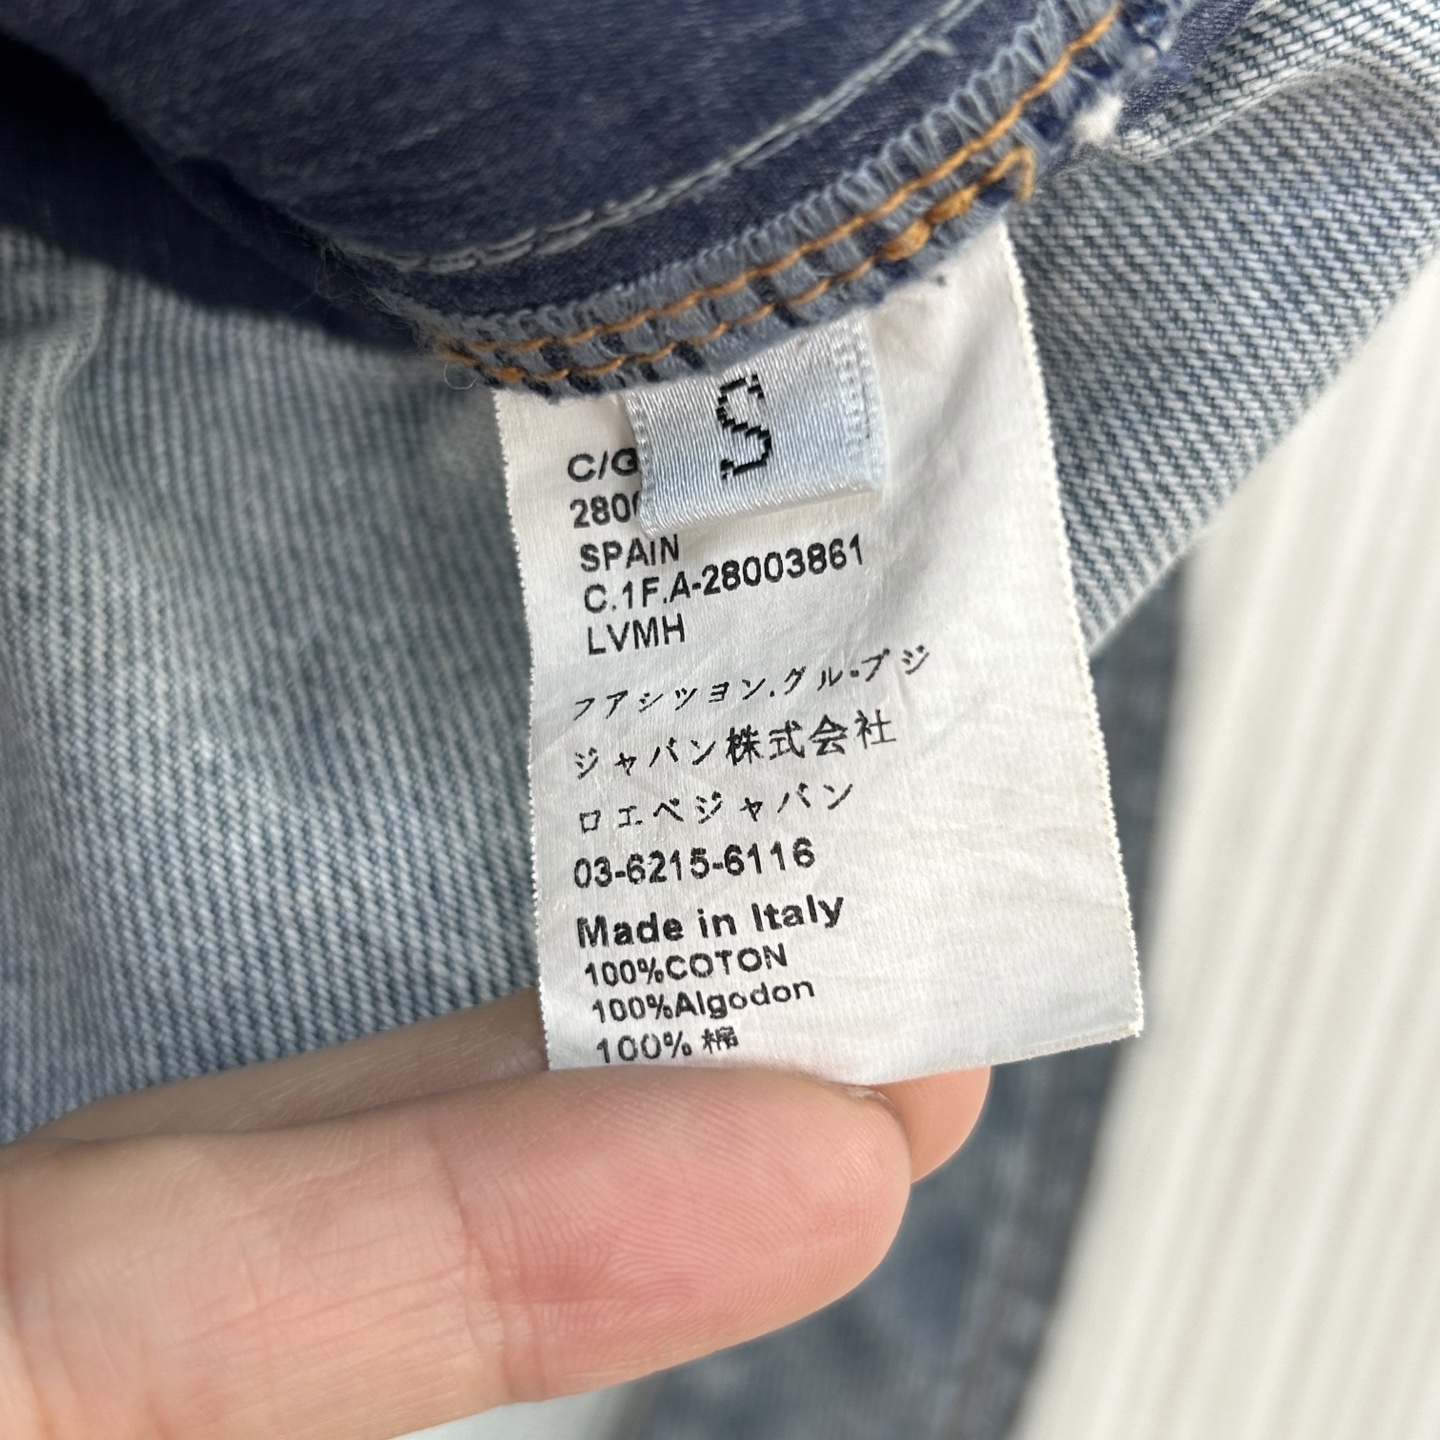 S
C/G
280
SPAIN
C.1F.A-28003861
LVMH
フアシツヨン.グル-プジ
ジャパン株式会社
ロエベジャパン
03-6215-6116
Made in Italy
100%COTON
100%Algodon
100% 棉